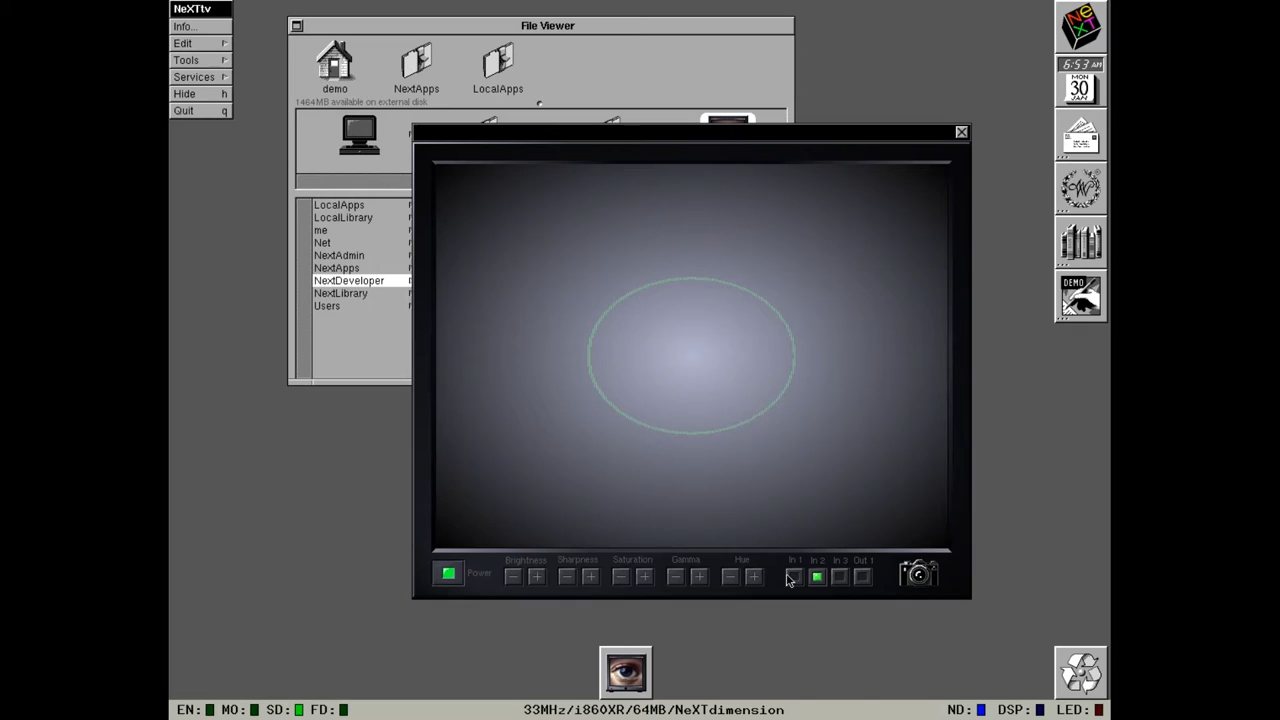 NeXTtv
Info...
Edit
Tools
Services
Hide h
Quit q
File Viewer
demo
NextApps
LocalApps
1464MB available on external disk
LocalApps
LocalLibrary
me
Net
NextAdmin
NextApps
NextDeveloper
NextLibrary
Users
Power
Brightness
Sharpness
Saturation
Gamma
Hue
In 1
In 2
In 3
Out 1
NeXT
6:53 AM
MON
30
JAN
W
DEMO
EN: MO: SD: FD:
33MHz/i860XR/64MB/NeXTdimension
ND: DSP: LED: